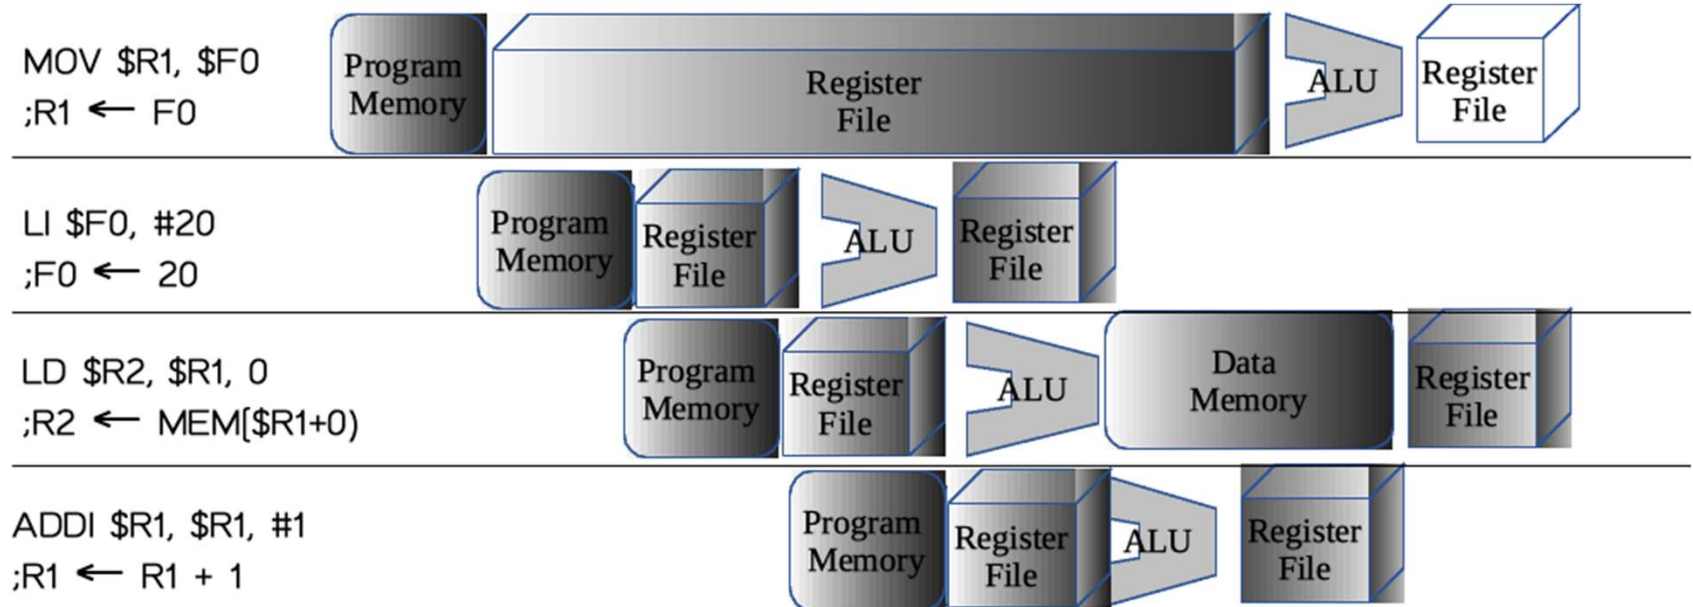 MOV $R1, $F0
;R1 ← F0
Program
Memory
Register
File
ALU
Register
File
LI $F0, #20
;F0 ← 20
Program
Memory
Register
File
ALU
Register
File
LD $R2, $R1, 0
;R2 ← MEM[$R1+0)
Program
Memory
Register
File
ALU
Data
Memory
Register
File
ADDI $R1, $R1, #1
;R1 ← R1 + 1
Program
Memory
Register
File
ALU
Register
File